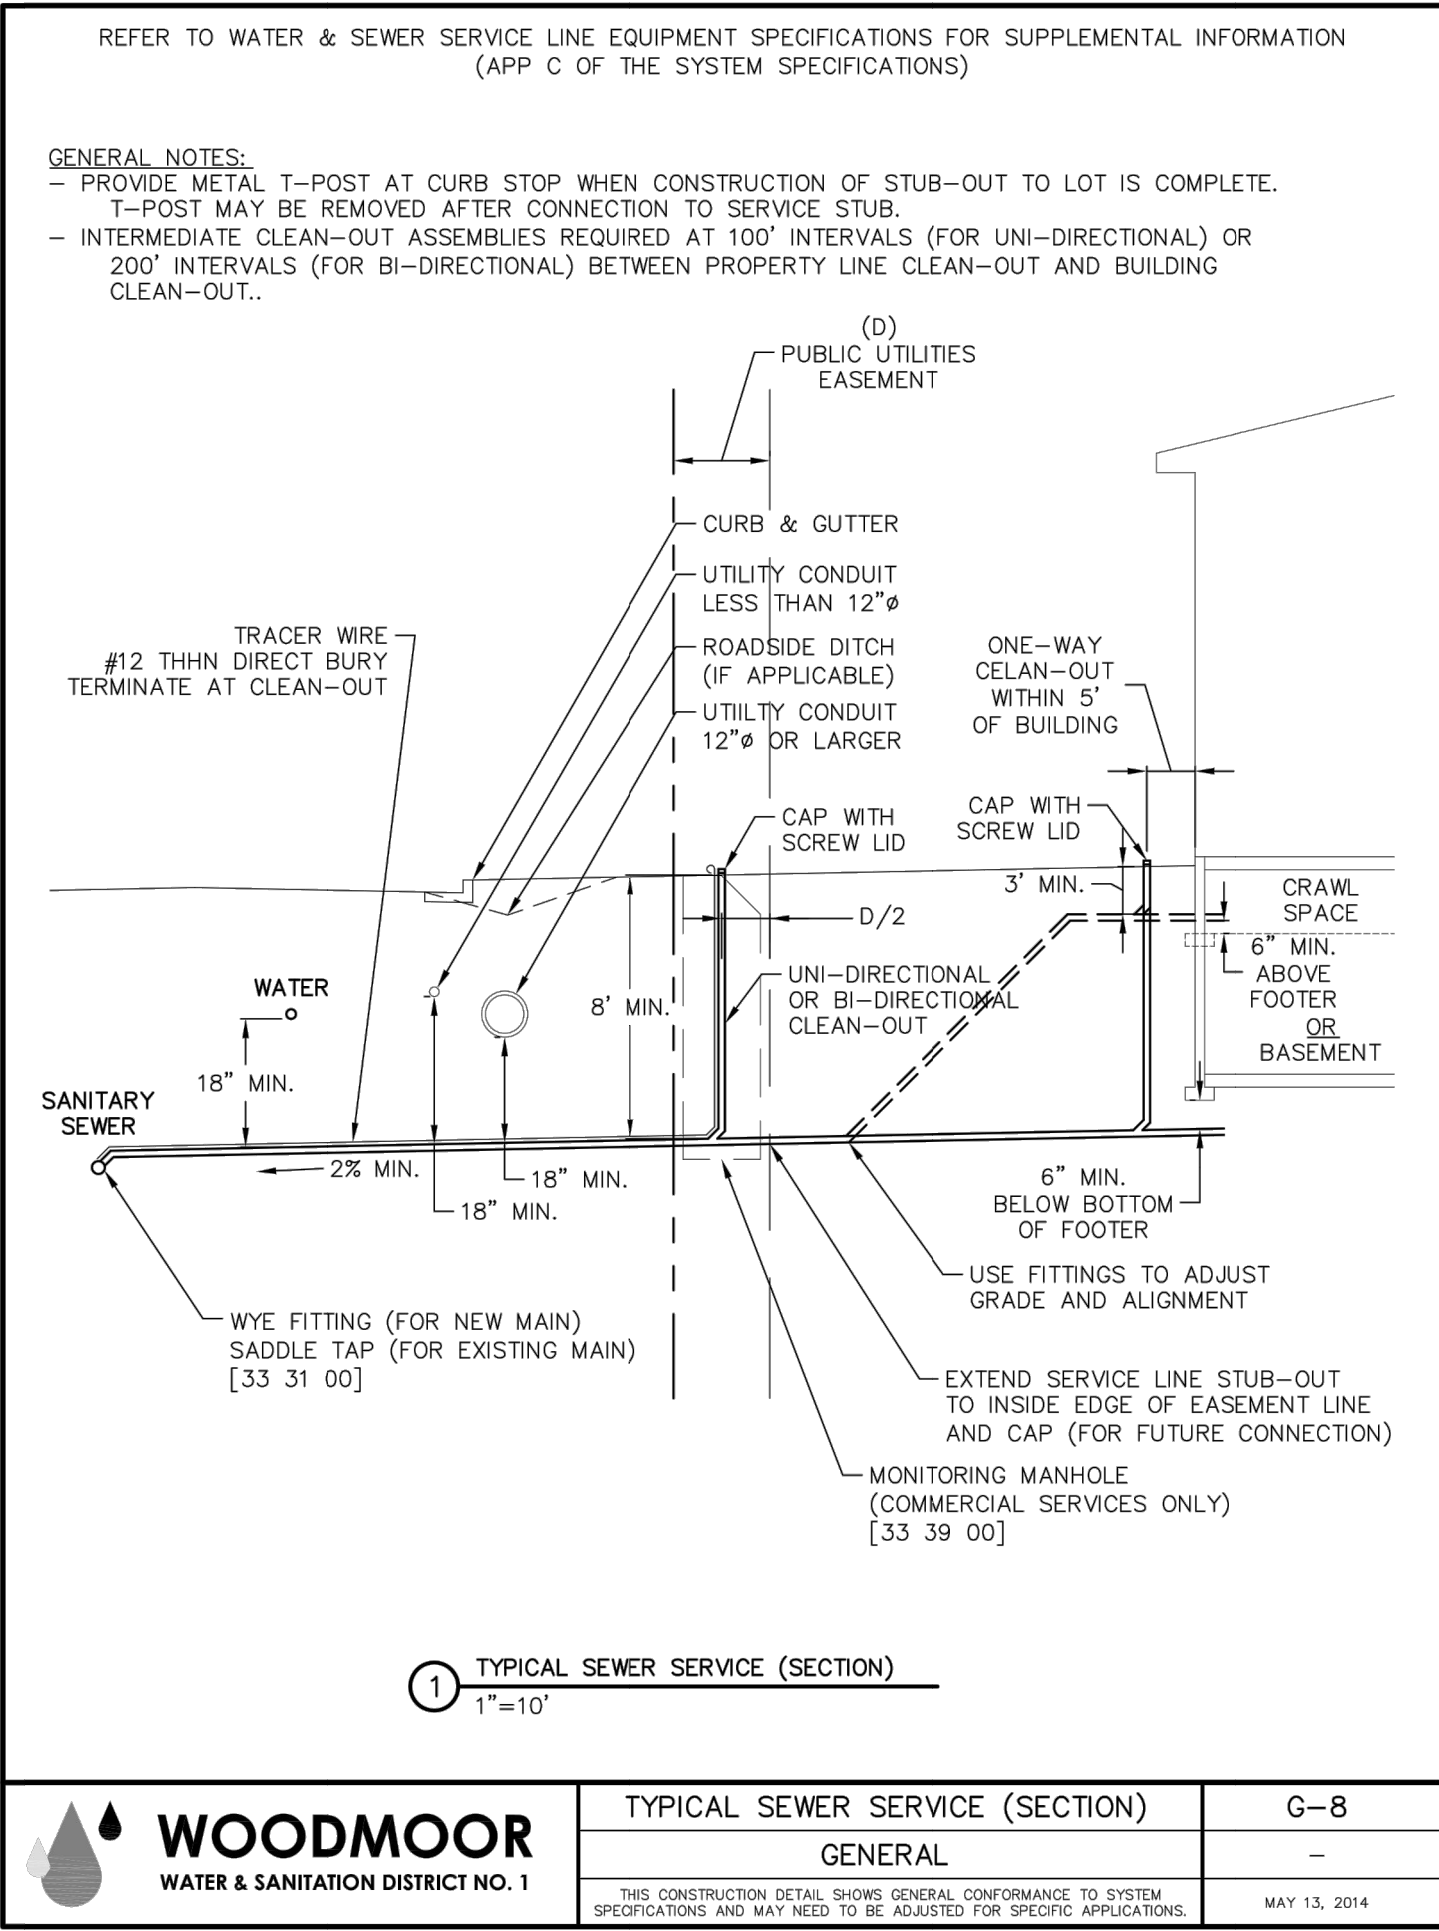 REFER TO WATER & SEWER SERVICE LINE EQUIPMENT SPECIFICATIONS FOR SUPPLEMENTAL INFORMATION
(APP C OF THE SYSTEM SPECIFICATIONS)
GENERAL NOTES:
– PROVIDE METAL T–POST AT CURB STOP WHEN CONSTRUCTION OF STUB–OUT TO LOT IS COMPLETE.
T–POST MAY BE REMOVED AFTER CONNECTION TO SERVICE STUB.
– INTERMEDIATE CLEAN–OUT ASSEMBLIES REQUIRED AT 100' INTERVALS (FOR UNI–DIRECTIONAL) OR
200' INTERVALS (FOR BI–DIRECTIONAL) BETWEEN PROPERTY LINE CLEAN–OUT AND BUILDING
CLEAN–OUT..
(D)
PUBLIC UTILITIES
EASEMENT
CURB & GUTTER
UTILITY CONDUIT
LESS THAN 12"ø
ROADSIDE DITCH
(IF APPLICABLE)
UTIILTY CONDUIT
12"ø OR LARGER
TRACER WIRE
#12 THHN DIRECT BURY
TERMINATE AT CLEAN–OUT
ONE–WAY
CELAN–OUT
WITHIN 5'
OF BUILDING
CAP WITH
SCREW LID
CAP WITH
SCREW LID
3' MIN.
CRAWL
SPACE
D/2
6" MIN.
ABOVE
FOOTER
OR
BASEMENT
UNI–DIRECTIONAL
OR BI–DIRECTIONAL
CLEAN–OUT
8' MIN.
WATER
18" MIN.
SANITARY
SEWER
2% MIN.
18" MIN.
18" MIN.
6" MIN.
BELOW BOTTOM
OF FOOTER
USE FITTINGS TO ADJUST
GRADE AND ALIGNMENT
WYE FITTING (FOR NEW MAIN)
SADDLE TAP (FOR EXISTING MAIN)
[33 31 00]
EXTEND SERVICE LINE STUB–OUT
TO INSIDE EDGE OF EASEMENT LINE
AND CAP (FOR FUTURE CONNECTION)
MONITORING MANHOLE
(COMMERCIAL SERVICES ONLY)
[33 39 00]
1
TYPICAL SEWER SERVICE (SECTION)
1"=10'
WOODMOOR
WATER & SANITATION DISTRICT NO. 1
TYPICAL SEWER SERVICE (SECTION)
GENERAL
THIS CONSTRUCTION DETAIL SHOWS GENERAL CONFORMANCE TO SYSTEM
SPECIFICATIONS AND MAY NEED TO BE ADJUSTED FOR SPECIFIC APPLICATIONS.
G–8
–
MAY 13, 2014